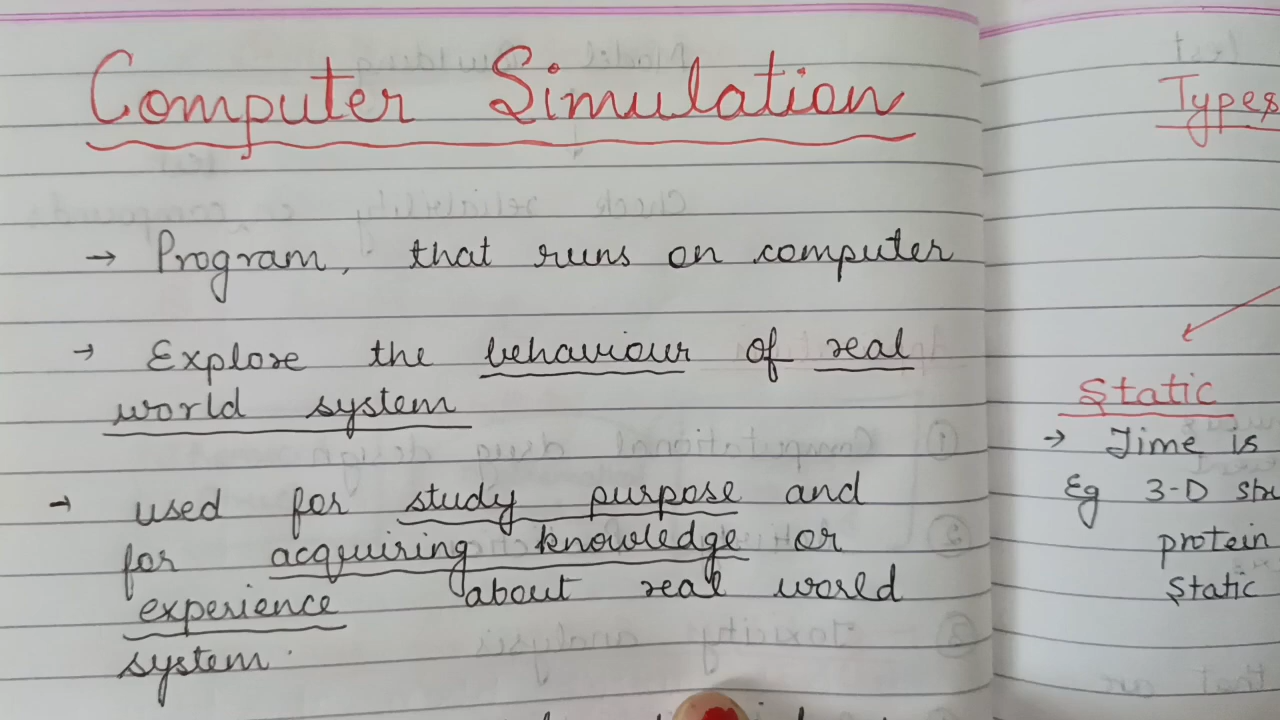 Computer Simulation
→ Program, that runs on computer
→ Explore the behaviour of real
world system
→ used for study purpose and
for acquiring knowledge or
experience about real world
system.
Types
Static
→ Time is
Eg 3-D
protein
static